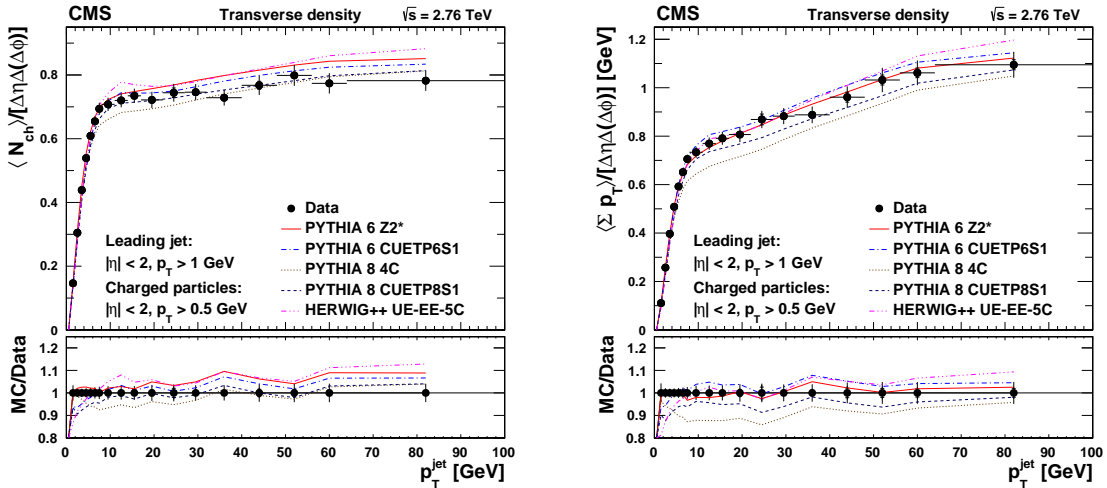 CMS Transverse density √s = 2.76 TeV
⟨ N_ch⟩/[ΔηΔ(Δϕ)]
0.8
0.6
0.4
0.2
0
Data
PYTHIA 6 Z2*
PYTHIA 6 CUETP6S1
PYTHIA 8 4C
PYTHIA 8 CUETP8S1
HERWIG++ UE-EE-5C
Leading jet:
|η| < 2, p_T > 1 GeV
Charged particles:
|η| < 2, p_T > 0.5 GeV
MC/Data
1.2
1.1
1
0.9
0.8
0 10 20 30 40 50 60 70 80 90 100
p_T^jet [GeV]
CMS Transverse density √s = 2.76 TeV
⟨Σ p_T⟩/[ΔηΔ(Δϕ)] [GeV]
1.2
1
0.8
0.6
0.4
0.2
0
Data
PYTHIA 6 Z2*
PYTHIA 6 CUETP6S1
PYTHIA 8 4C
PYTHIA 8 CUETP8S1
HERWIG++ UE-EE-5C
Leading jet:
|η| < 2, p_T > 1 GeV
Charged particles:
|η| < 2, p_T > 0.5 GeV
MC/Data
1.2
1.1
1
0.9
0.8
0 10 20 30 40 50 60 70 80 90 100
p_T^jet [GeV]